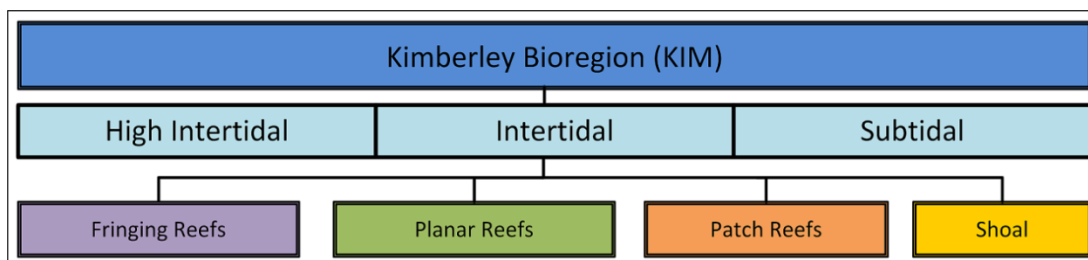 Kimberley Bioregion (KIM)
High Intertidal
Intertidal
Subtidal
Fringing Reefs
Planar Reefs
Patch Reefs
Shoal